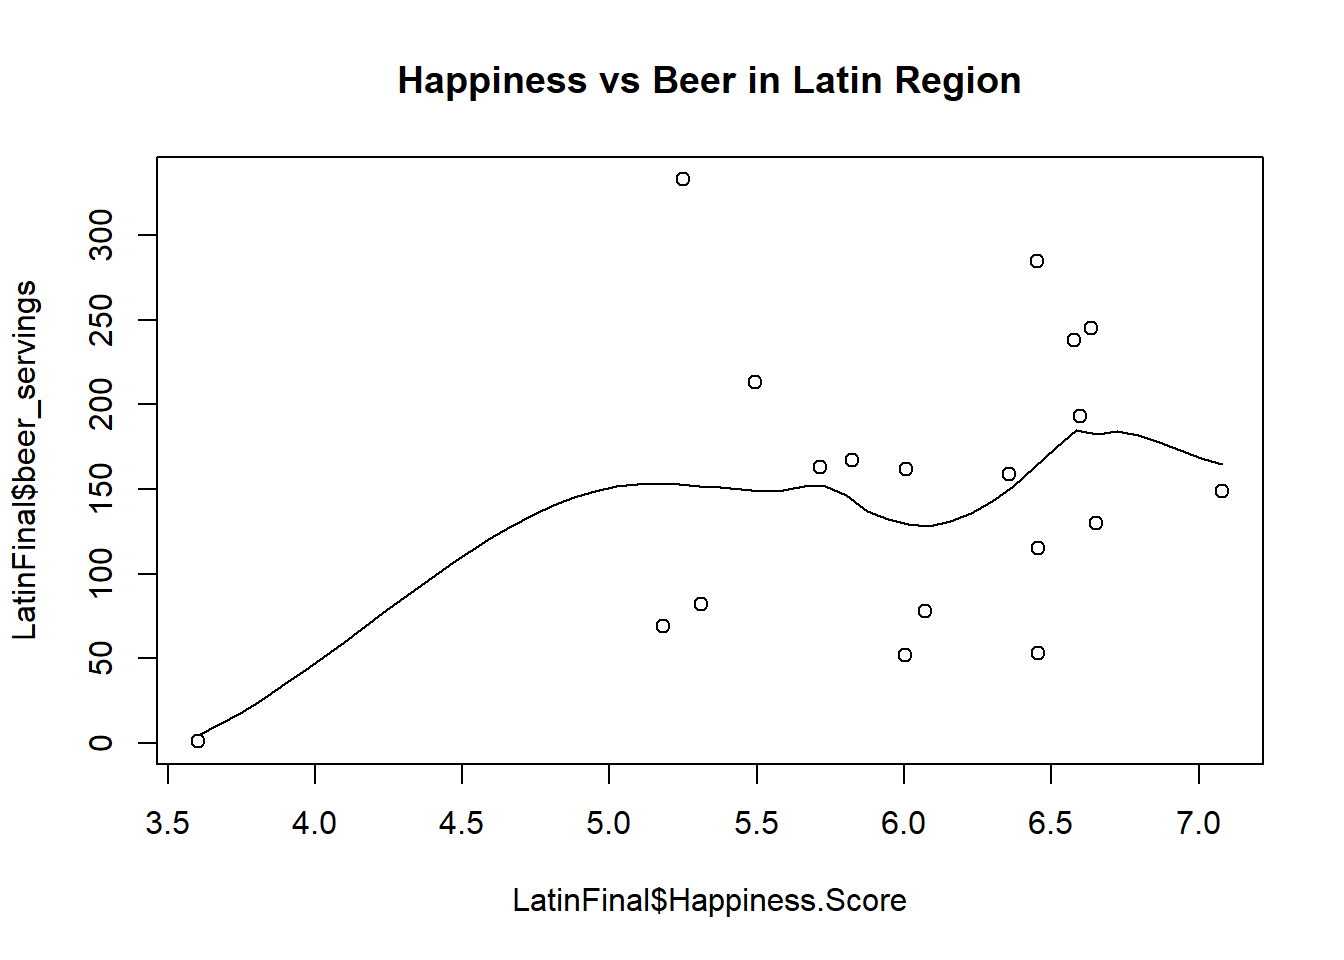 Happiness vs Beer in Latin Region
LatinFinal$beer_servings
300
250
200
150
100
50
0
3.5 4.0 4.5 5.0 5.5 6.0 6.5 7.0
LatinFinal$Happiness.Score